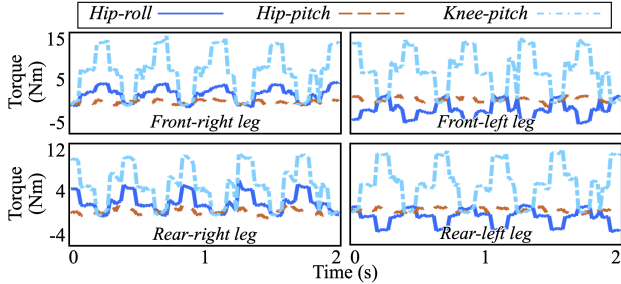 Hip-roll Hip-pitch Knee-pitch
Torque (Nm)
15
5
-5
Front-right leg
Front-left leg
Torque (Nm)
12
4
-4
Rear-right leg
Rear-left leg
0 1 2 0 1 2
Time (s)